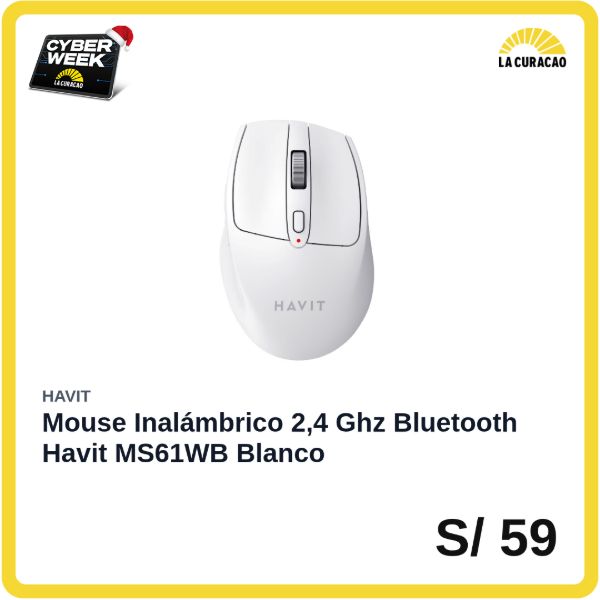 CYBER
WEEK
LA CURACAO
LA CURACAO
HAVIT
HAVIT
Mouse Inalámbrico 2,4 Ghz Bluetooth
Havit MS61WB Blanco
S/ 59